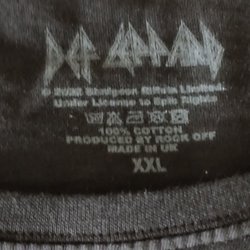 DEF LEPPARD
© 2022 Bludgeon Riffola Limited.
Under License to Epic Rights
100% COTTON
PRODUCED BY ROCK OFF
MADE IN UK
XXL